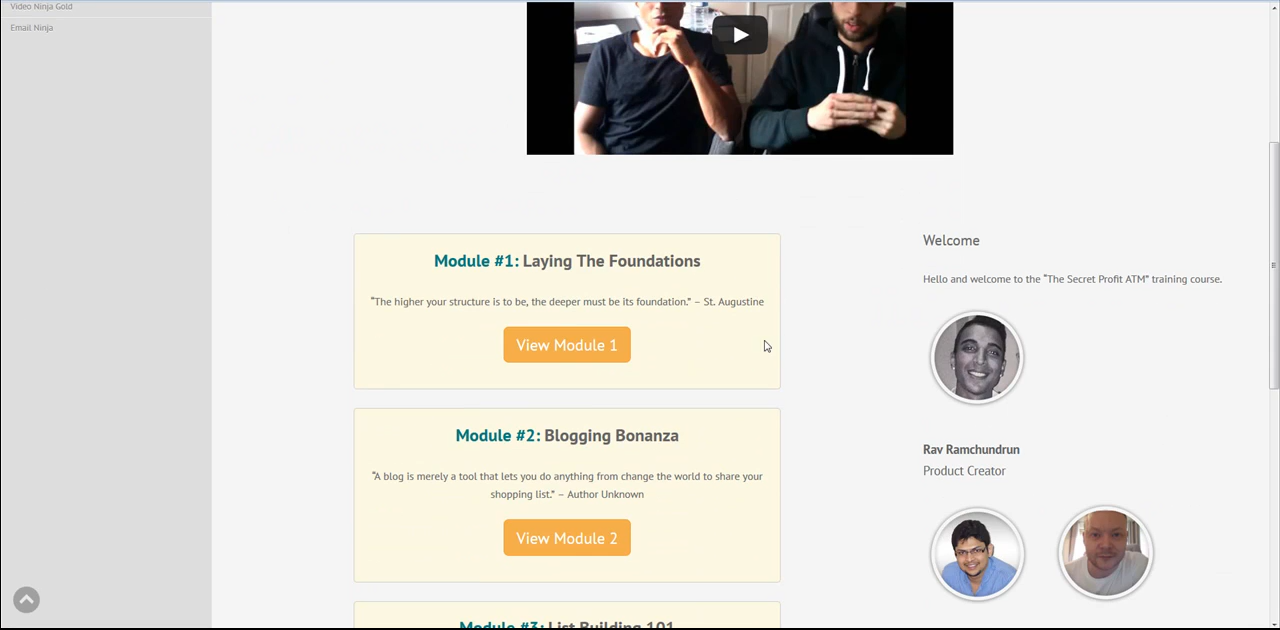 Video Ninja Gold
Email Ninja
Module #1: Laying The Foundations
“The higher your structure is to be, the deeper must be its foundation.” – St. Augustine
View Module 1
Module #2: Blogging Bonanza
“A blog is merely a tool that lets you do anything from change the world to share your
shopping list.” – Author Unknown
View Module 2
Module #3: List Building 101
Welcome
Hello and welcome to the “The Secret Profit ATM” training course.
Rav Ramchundrun
Product Creator